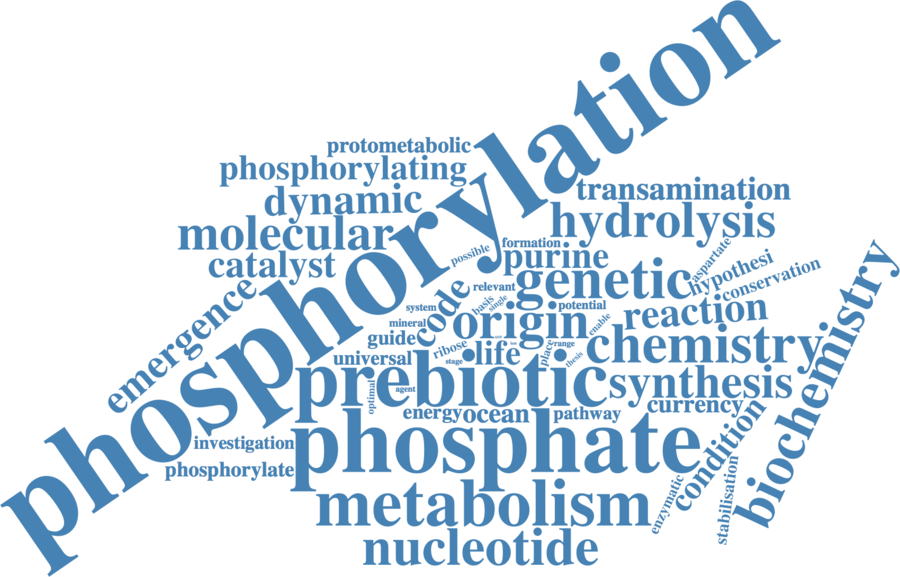 phosphorylation
protometabolic
phosphorylating
dynamic
transamination
molecular
hydrolysis
catalyst
possible
formation
purine
aspartate
hypothesi
conservation
emergence
code
relevant
genetic
basis
single
system
potential
origin
enable
reaction
mineral
guide
universal
ribose
stage
life
place
range
thesis
chemistry
biochemistry
prebiotic
optimal
agent
synthesis
energy
ocean
pathway
currency
condition
investigation
phosphorylate
phosphate
enzymatic
stabilisation
metabolism
nucleotide